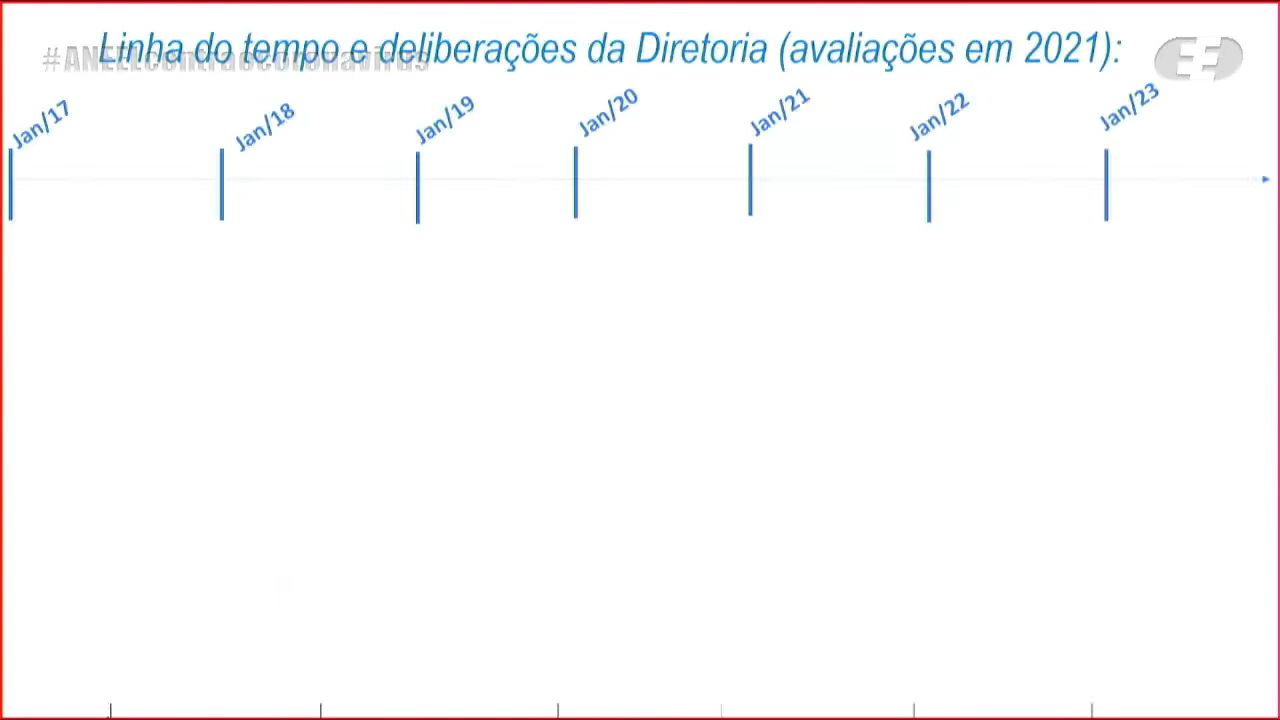 Linha do tempo e deliberações da Diretoria (avaliações em 2021):
#ANEELcontraocoronavirus
Jan/17
Jan/18
Jan/19
Jan/20
Jan/21
Jan/22
Jan/23